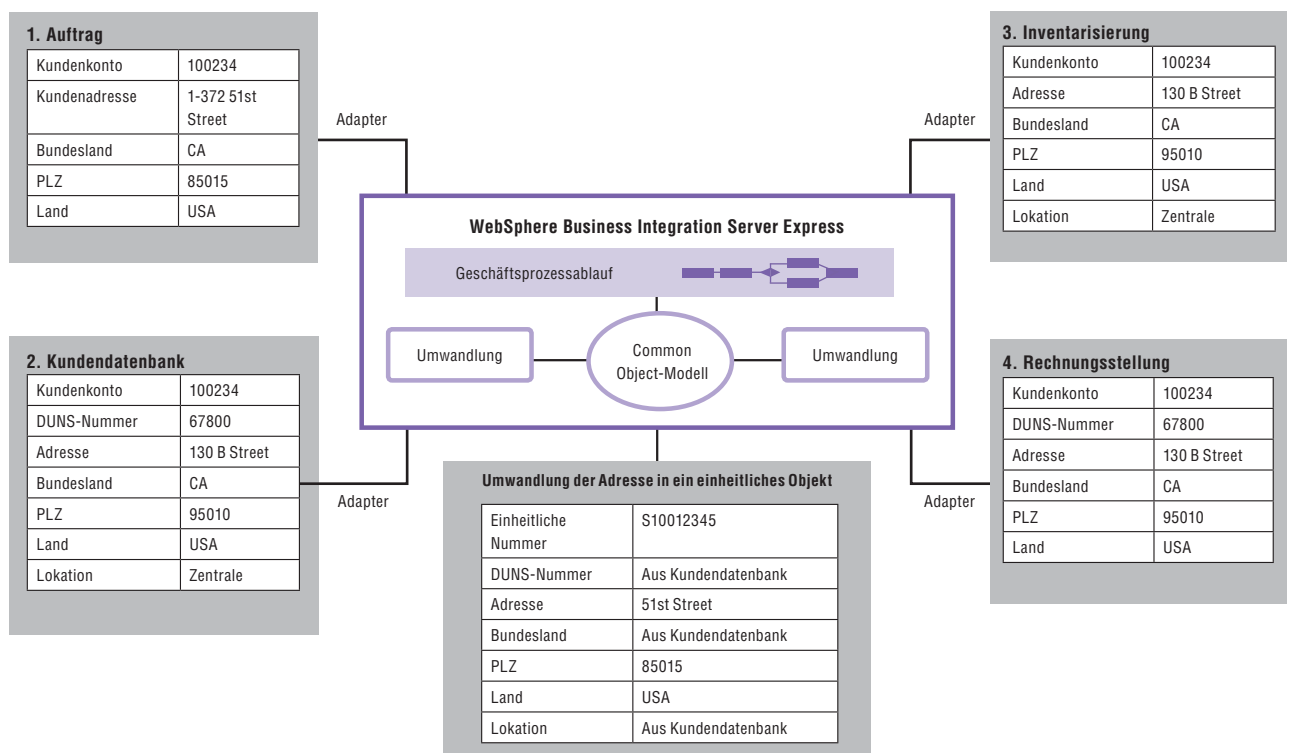 1. Auftrag
Kundenkonto 100234
Kundenadresse 1-372 51st
Street
Bundesland CA
PLZ 85015
Land USA
Adapter
2. Kundendatenbank
Kundenkonto 100234
DUNS-Nummer 67800
Adresse 130 B Street
Bundesland CA
PLZ 95010
Land USA
Lokation Zentrale
Adapter
WebSphere Business Integration Server Express
Geschäftsprozessablauf
Umwandlung
Common
Object-Modell
Umwandlung
Umwandlung der Adresse in ein einheitliches Objekt
Einheitliche S10012345
Nummer
DUNS-Nummer Aus Kundendatenbank
Adresse 51st Street
Bundesland Aus Kundendatenbank
PLZ 85015
Land USA
Lokation Aus Kundendatenbank
Adapter
3. Inventarisierung
Kundenkonto 100234
Adresse 130 B Street
Bundesland CA
PLZ 95010
Land USA
Lokation Zentrale
Adapter
4. Rechnungsstellung
Kundenkonto 100234
DUNS-Nummer 67800
Adresse 130 B Street
Bundesland CA
PLZ 95010
Land USA